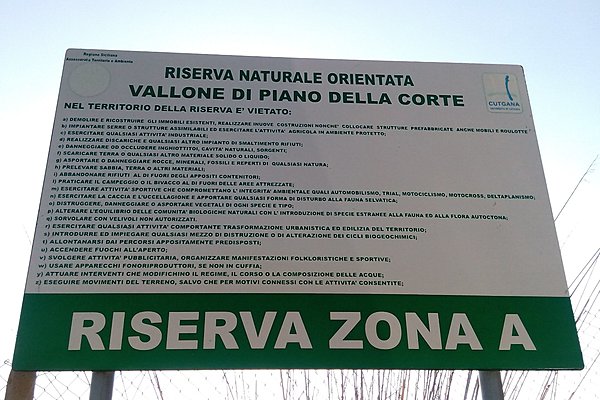 Regione Siciliana
Assessorato Territorio e Ambiente
RISERVA NATURALE ORIENTATA
VALLONE DI PIANO DELLA CORTE
CUTGANA
NEL TERRITORIO DELLA RISERVA E' VIETATO:
a) DEMOLIRE E RICOSTRUIRE GLI IMMOBILI ESISTENTI, REALIZZARE NUOVE COSTRUZIONI NONCHE' COLLOCARE STRUTTURE PREFABBRICATE ANCHE MOBILI E ROULOTTE
b) IMPIANTARE SERRE O STRUTTURE ASSIMILABILI ED ESERCITARE L'ATTIVITA' AGRICOLA IN AMBIENTE PROTETTO;
c) ESERCITARE QUALSIASI ATTIVITA' INDUSTRIALE;
d) REALIZZARE DISCARICHE O QUALSIASI ALTRO IMPIANTO DI SMALTIMENTO RIFIUTI;
e) DANNEGGIARE OD OCCLUDERE INGHIOTTITOI, CAVITA' NATURALI, SORGENTI;
f) SCARICARE TERRA O QUALSIASI ALTRO MATERIALE SOLIDO O LIQUIDO;
g) ASPORTARE O DANNEGGIARE ROCCE, MINERALI, FOSSILI E REPERTI DI QUALSIASI NATURA;
h) PRELEVARE SABBIA, TERRA O ALTRI MATERIALI;
i) ABBANDONARE RIFIUTI AL DI FUORI DEGLI APPOSITI CONTENITORI;
l) PRATICARE IL CAMPEGGIO O IL BIVACCO AL DI FUORI DELLE AREE ATTREZZATE;
m) ESERCITARE ATTIVITA' SPORTIVE CHE COMPROMETTANO L'INTEGRITA' AMBIENTALE QUALI AUTOMOBILISMO, TRIAL, MOTOCICLISMO, MOTOCROSS, DELTAPLANISMO;
n) ESERCITARE LA CACCIA E L'UCCELLAGIONE E APPORTARE QUALSIASI FORMA DI DISTURBO ALLA FAUNA SELVATICA;
o) DISTRUGGERE, DANNEGGIARE O ASPORTARE VEGETALI DI OGNI SPECIE E TIPO;
p) ALTERARE L'EQUILIBRIO DELLE COMUNITA' BIOLOGICHE NATURALI CON L'INTRODUZIONE DI SPECIE ESTRANEE ALLA FAUNA ED ALLA FLORA AUTOCTONA;
q) SORVOLARE CON VELIVOLI NON AUTORIZZATI.
r) ESERCITARE QUALSIASI ATTIVITA' COMPORTANTE TRASFORMAZIONE URBANISTICA ED EDILIZIA DEL TERRITORIO;
s) INTRODURRE ED IMPIEGARE QUALSIASI MEZZO DI DISTRUZIONE O DI ALTERAZIONE DEI CICLI BIOGEOCHIMICI;
t) ALLONTANARSI DAI PERCORSI APPOSITAMENTE PREDISPOSTI;
u) ACCENDERE FUOCHI ALL'APERTO;
v) SVOLGERE ATTIVITA' PUBBLICITARIA, ORGANIZZARE MANIFESTAZIONI FOLKLORISTICHE E SPORTIVE;
w) USARE APPARECCHI FONORIPRODUTTORI, SE NON IN CUFFIA;
y) ATTUARE INTERVENTI CHE MODIFICHINO IL REGIME, IL CORSO O LA COMPOSIZIONE DELLE ACQUE;
z) ESEGUIRE MOVIMENTI DEL TERRENO, SALVO CHE PER MOTIVI CONNESSI CON LE ATTIVITA' CONSENTITE;
RISERVA ZONA A